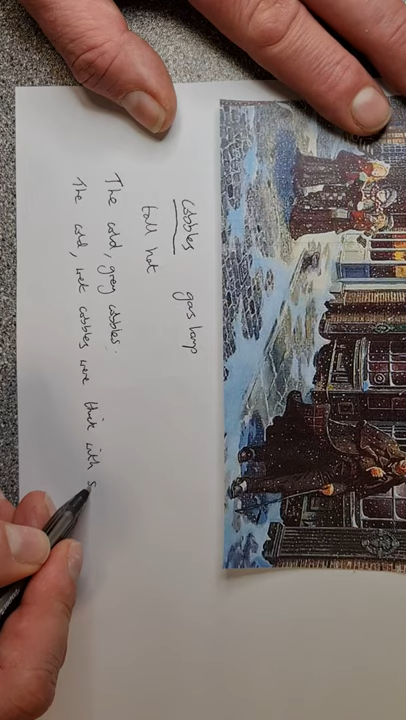 cobbles gas lamp
tall hat
The cold, grey cobbles.
The cold, wet cobbles were thick with s